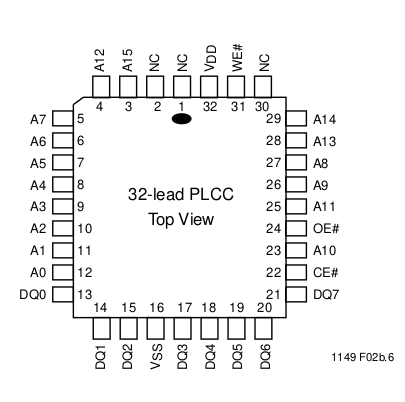 A12 A15 NC NC VDD WE# NC
4 3 2 1 32 31 30
A7 5 29 A14
A6 6 28 A13
A5 7 27 A8
A4 8 26 A9
A3 9 25 A11
A2 10 24 OE#
A1 11 23 A10
A0 12 22 CE#
DQ0 13 21 DQ7
32-lead PLCC
Top View
14 15 16 17 18 19 20
DQ1 DQ2 VSS DQ3 DQ4 DQ5 DQ6
1149 F02b.6